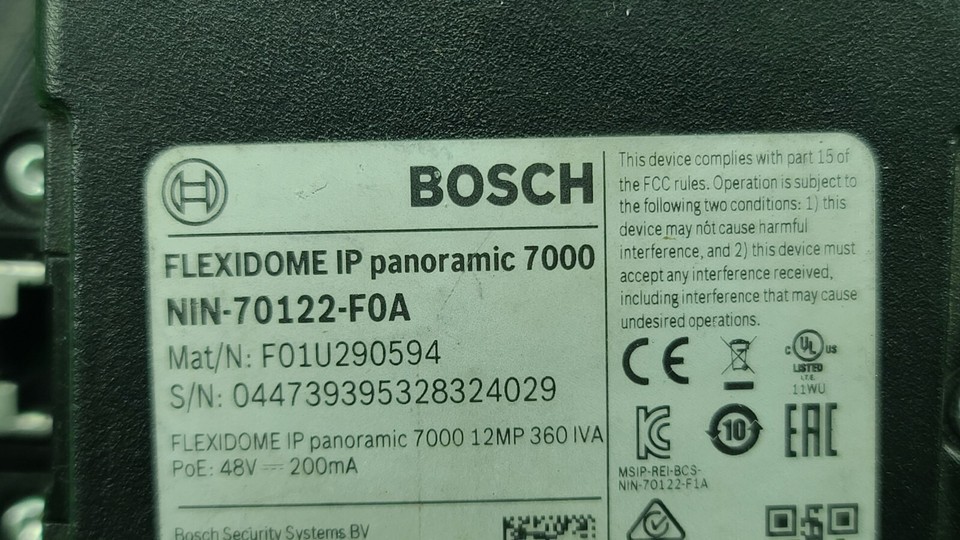 BOSCH
FLEXIDOME IP panoramic 7000
NIN-70122-F0A
Mat/N: F01U290594
S/N: 044739395328324029
FLEXIDOME IP panoramic 7000 12MP 360 IVA
PoE: 48V ⎓ 200mA
Bosch Security Systems BV
This device complies with part 15 of
the FCC rules. Operation is subject to
the following two conditions: 1) this
device may not cause harmful
interference, and 2) this device must
accept any interference received,
including interference that may cause
undesired operations.
CE
C UL US
LISTED
I.T.E.
11WU
KC 10 EAC
MSIP-REI-BCS-
NIN-70122-F1A